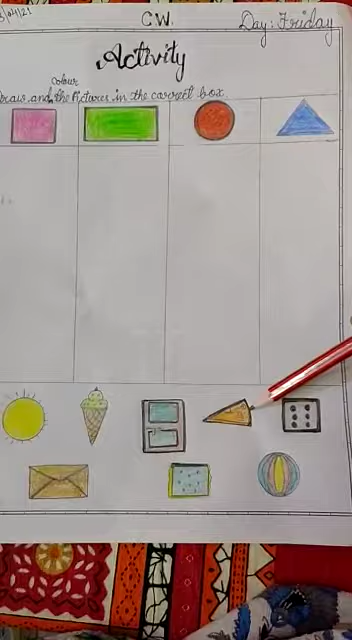 C.W.
Day: Friday
Activity
colour
Draw and the Pictures in the correct box.